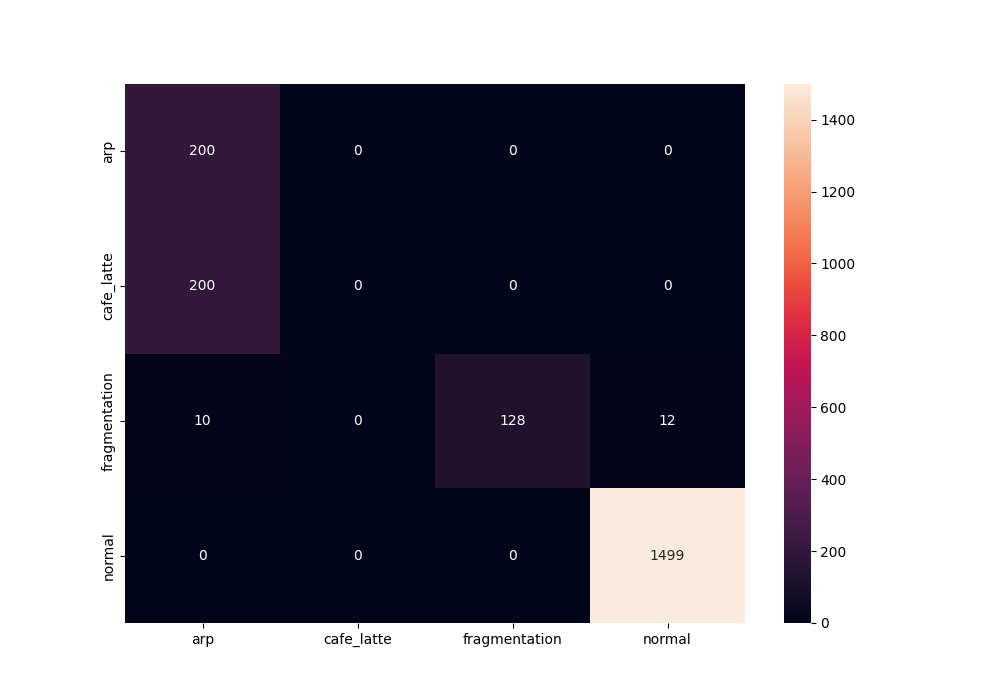 arp 200 0 0 0
cafe_latte 200 0 0 0
fragmentation 10 0 128 12
normal 0 0 0 1499
arp cafe_latte fragmentation normal
1400
1200
1000
800
600
400
200
0